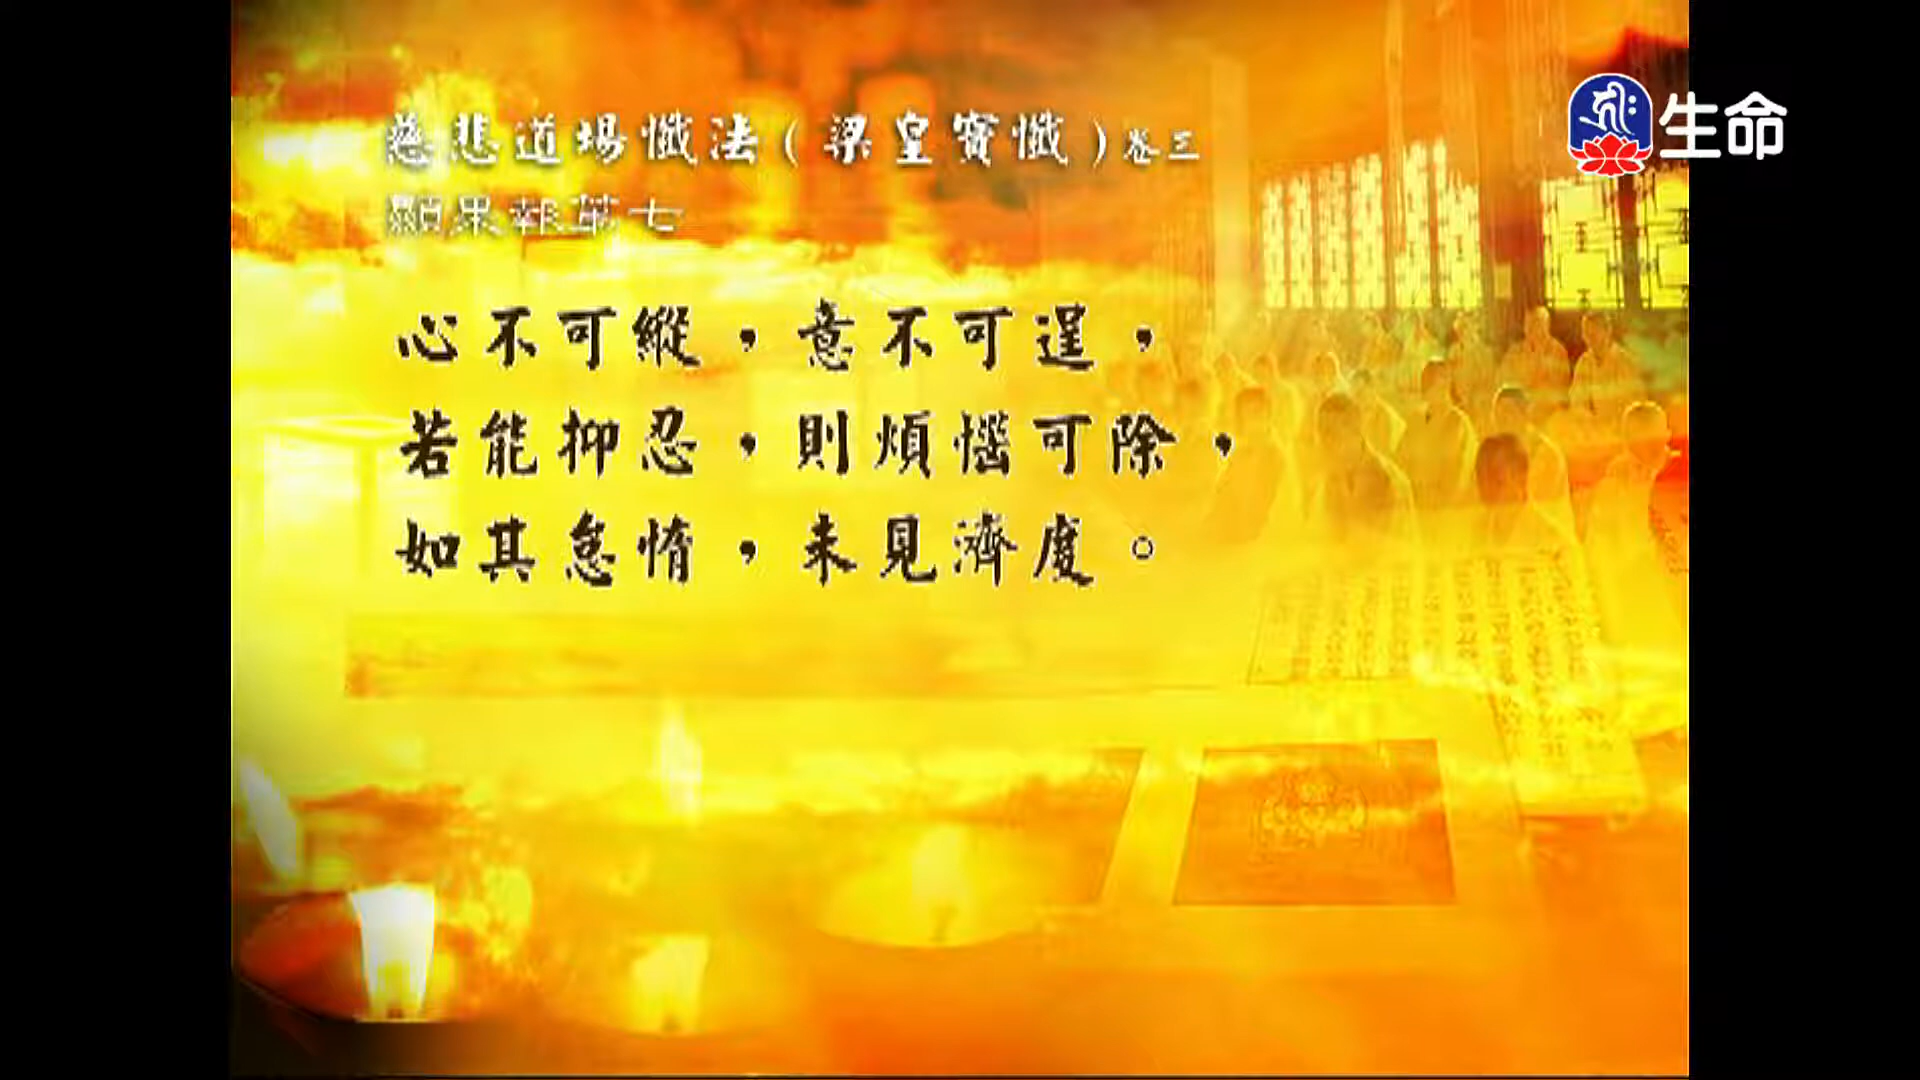 慈悲道場懺法(梁皇寶懺)卷三
生命
顯果報第七
心不可縱，意不可逞，
若能抑忍，則煩惱可除，
如其怠惰，未見濟度。